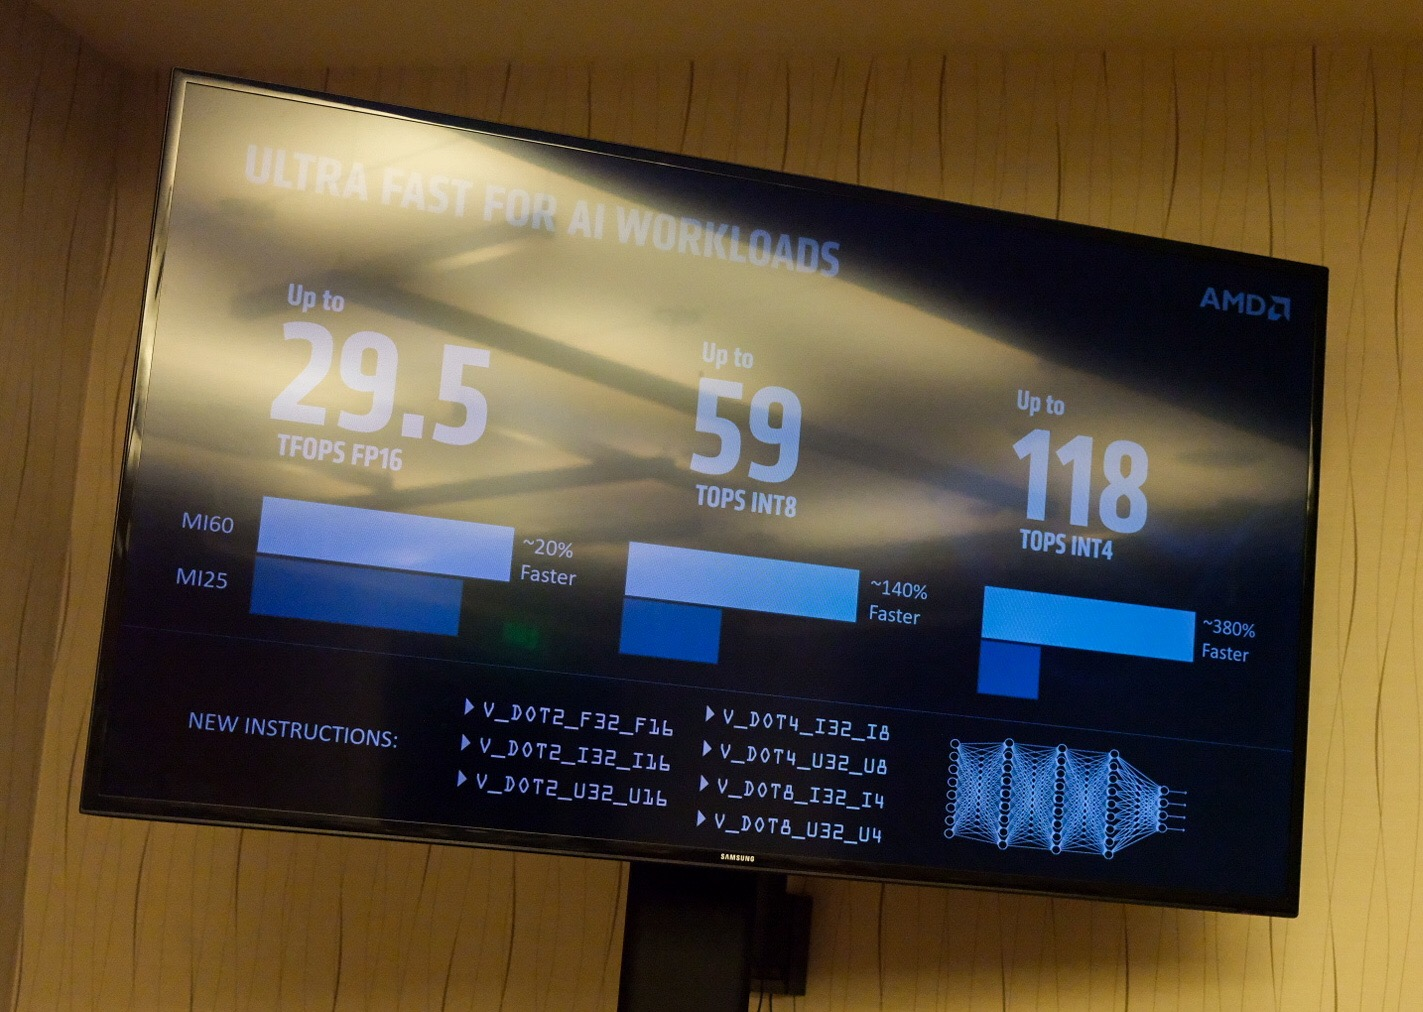 ULTRA FAST FOR AI WORKLOADS
AMD
Up to
29.5
TFOPS FP16
Up to
59
TOPS INT8
Up to
118
TOPS INT4
MI60
MI25
~20%
Faster
~140%
Faster
~380%
Faster
NEW INSTRUCTIONS:
V_DOT2_F32_F16
V_DOT2_I32_I16
V_DOT2_U32_U16
V_DOT4_I32_I8
V_DOT4_U32_U8
V_DOT8_I32_I4
V_DOT8_U32_U4
SAMSUNG